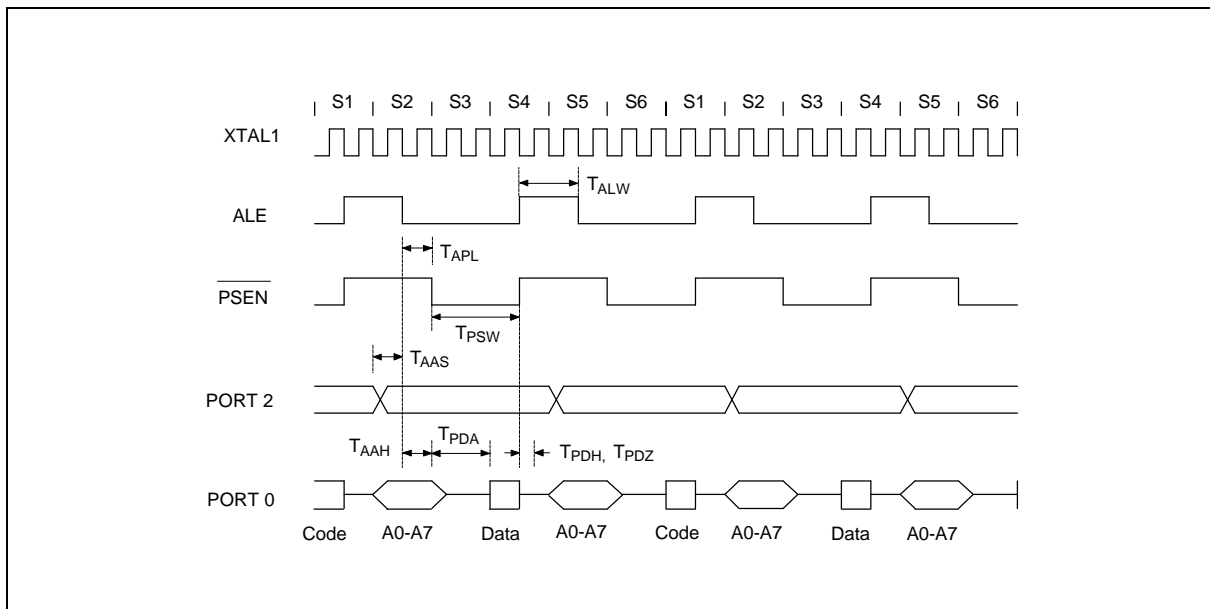 S1 S2 S3 S4 S5 S6 S1 S2 S3 S4 S5 S6
XTAL1
TALW
ALE
TAPL
PSEN
TPSW
TAAS
PORT 2
TAAH TPDA TPDH, TPDZ
PORT 0
Code A0-A7 Data A0-A7 Code A0-A7 Data A0-A7